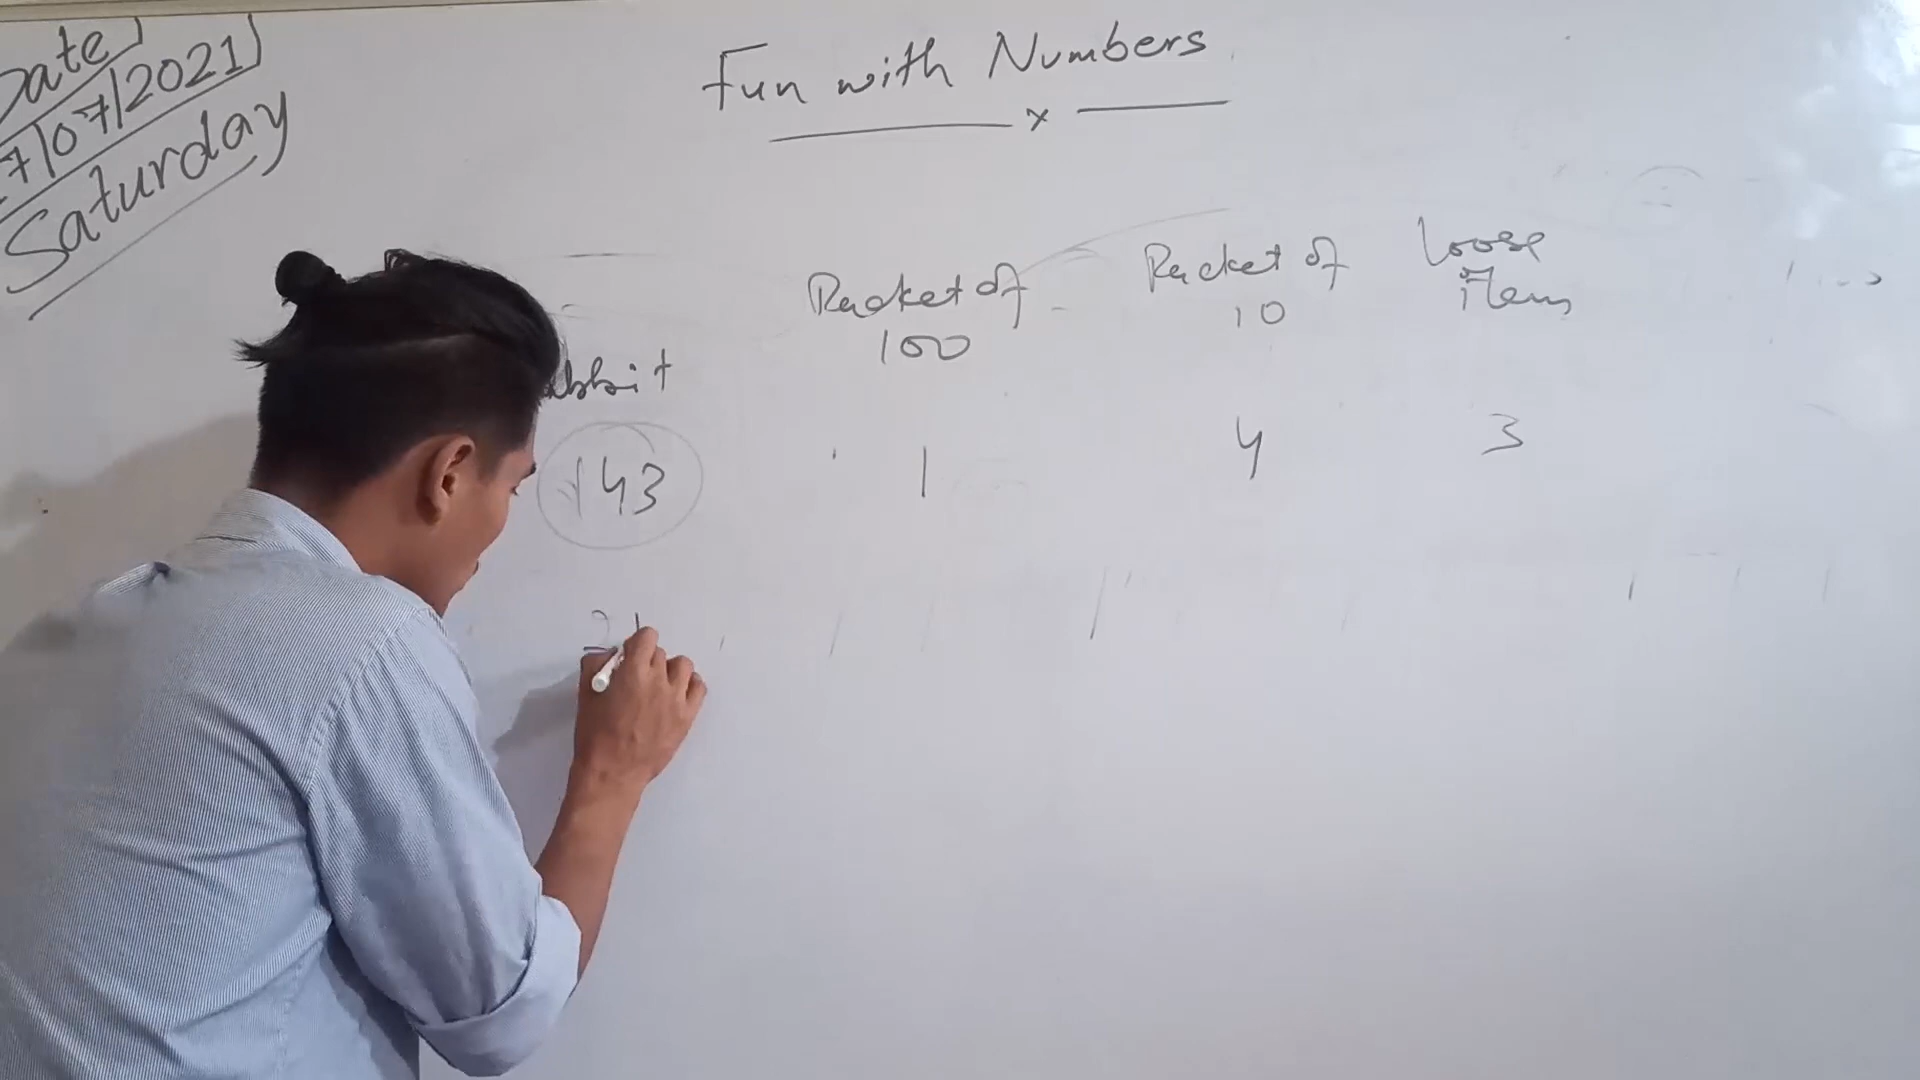 Date
7/07/2021
Saturday
Fun with Numbers
x
Packet of
100
Packet of
10
loose
item
143
1
4
3